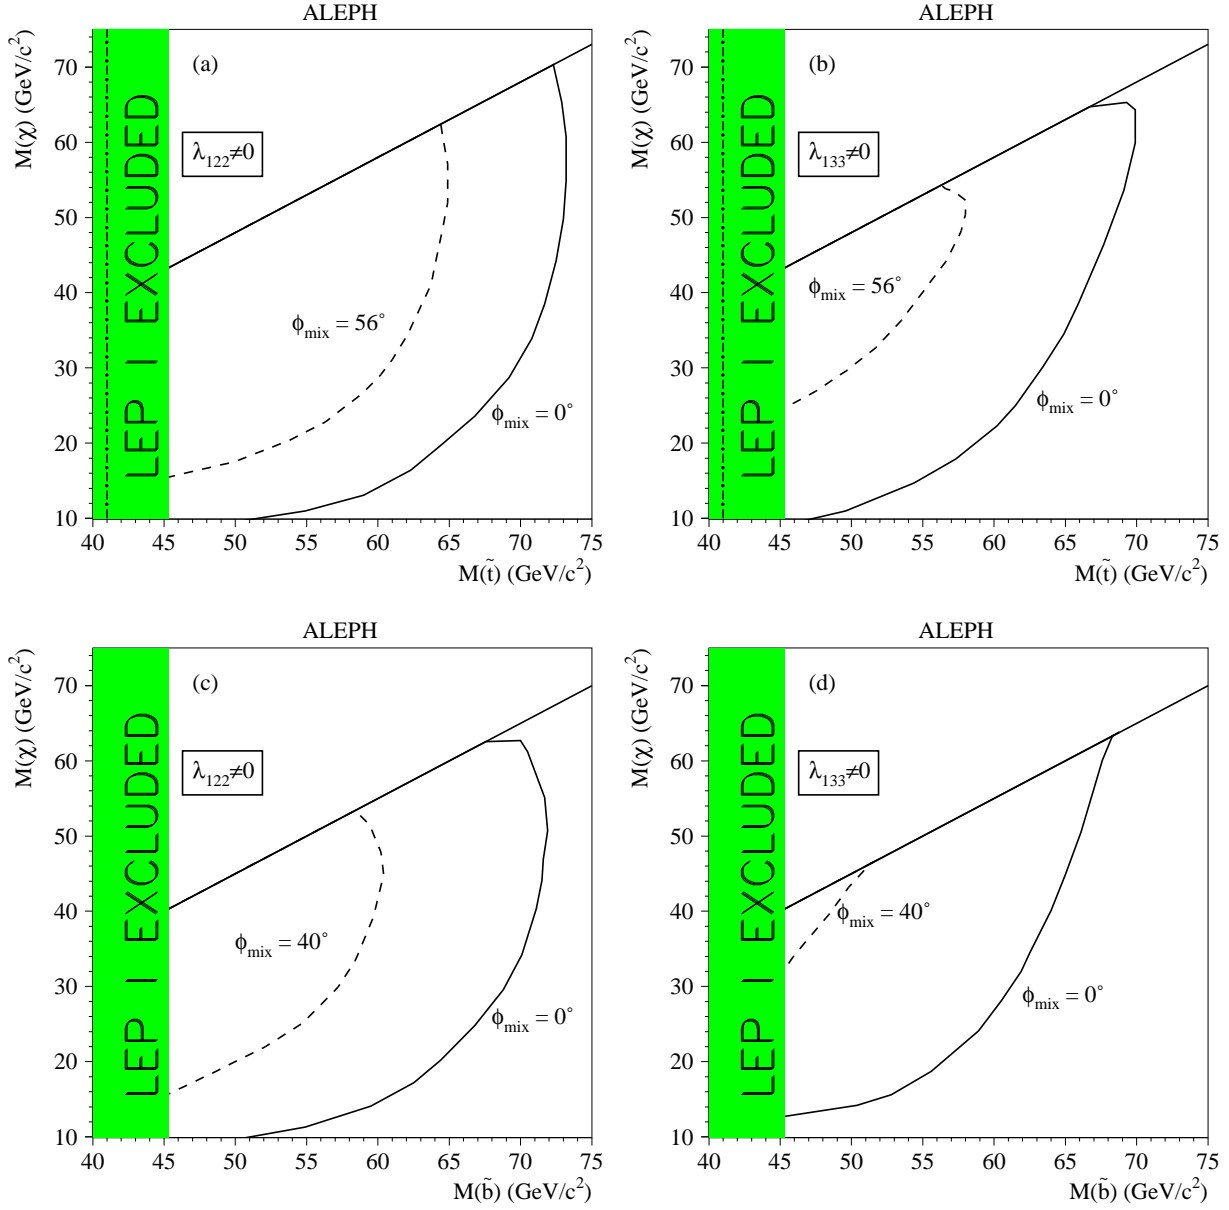 ALEPH
M(χ) (GeV/c²)
(a)
λ₁₂₂≠0
LEP I EXCLUDED
ϕmix = 56°
ϕmix = 0°
70
60
50
40
30
20
10
40 45 50 55 60 65 70 75
M(t̃) (GeV/c²)
ALEPH
M(χ) (GeV/c²)
(b)
λ₁₃₃≠0
LEP I EXCLUDED
ϕmix = 56°
ϕmix = 0°
70
60
50
40
30
20
10
40 45 50 55 60 65 70 75
M(t̃) (GeV/c²)
ALEPH
M(χ) (GeV/c²)
(c)
λ₁₂₂≠0
LEP I EXCLUDED
ϕmix = 40°
ϕmix = 0°
70
60
50
40
30
20
10
40 45 50 55 60 65 70 75
M(b̃) (GeV/c²)
ALEPH
M(χ) (GeV/c²)
(d)
λ₁₃₃≠0
LEP I EXCLUDED
ϕmix = 40°
ϕmix = 0°
70
60
50
40
30
20
10
40 45 50 55 60 65 70 75
M(b̃) (GeV/c²)